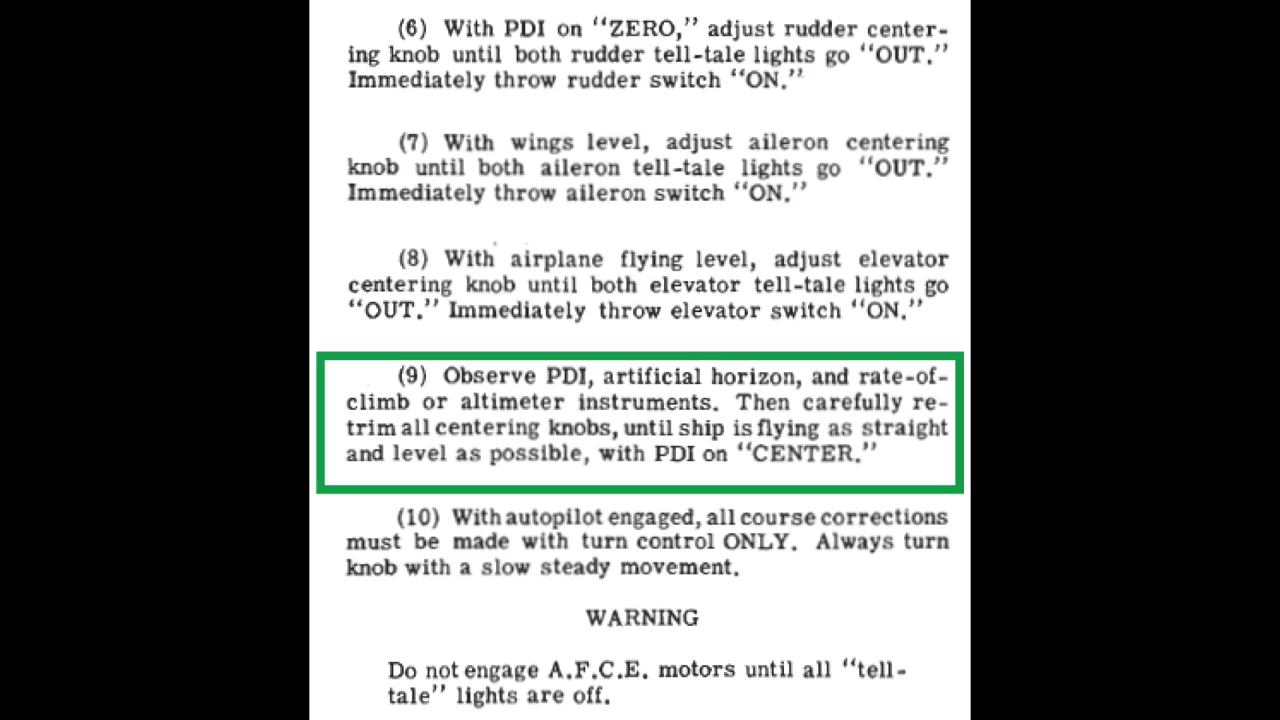 (6) With PDI on "ZERO," adjust rudder center-
ing knob until both rudder tell-tale lights go "OUT."
Immediately throw rudder switch "ON."
(7) With wings level, adjust aileron centering
knob until both aileron tell-tale lights go "OUT."
Immediately throw aileron switch "ON."
(8) With airplane flying level, adjust elevator
centering knob until both elevator tell-tale lights go
"OUT." Immediately throw elevator switch "ON."
(9) Observe PDI, artificial horizon, and rate-of-
climb or altimeter instruments. Then carefully re-
trim all centering knobs, until ship is flying as straight
and level as possible, with PDI on "CENTER."
(10) With autopilot engaged, all course corrections
must be made with turn control ONLY. Always turn
knob with a slow steady movement.
WARNING
Do not engage A.F.C.E. motors until all "tell-
tale" lights are off.